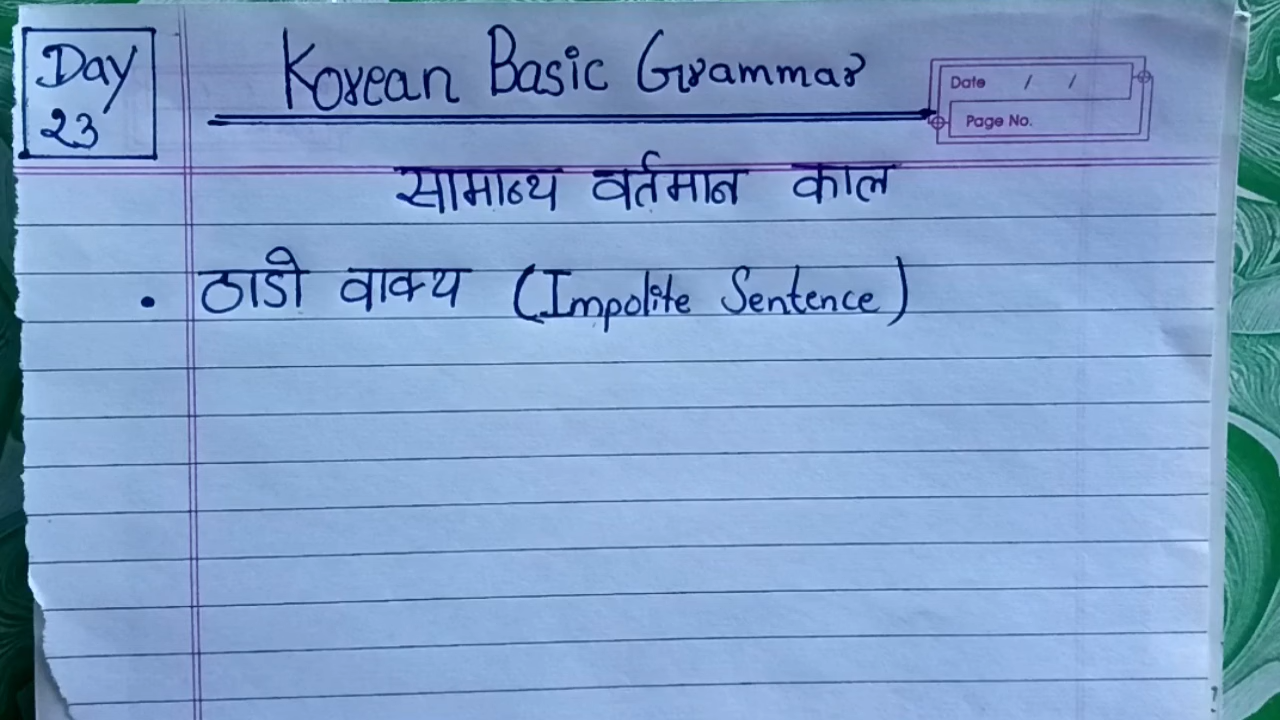 Day
23
Korean Basic Grammar
Date / /
Page No.
सामान्य वर्तमान काल
• ठाडो वाक्य (Impolite Sentence)